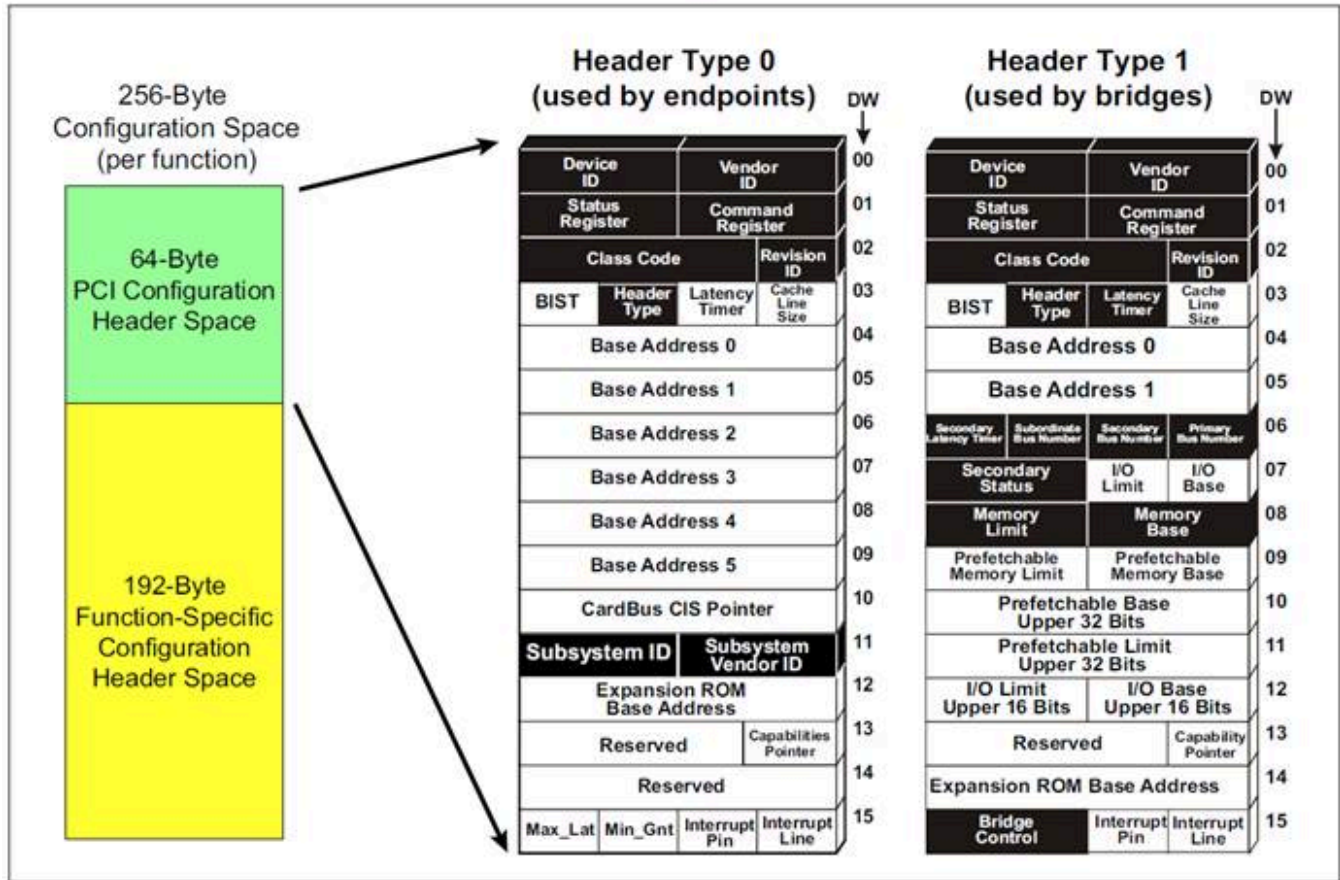 256-Byte
Configuration Space
(per function)
64-Byte
PCI Configuration
Header Space
192-Byte
Function-Specific
Configuration
Header Space
Header Type 0
(used by endpoints)
DW
Device
ID
Vendor
ID
00
Status
Register
Command
Register
01
Class Code
Revision
ID
02
BIST
Header
Type
Latency
Timer
Cache
Line
Size
03
Base Address 0
04
Base Address 1
05
Base Address 2
06
Base Address 3
07
Base Address 4
08
Base Address 5
09
CardBus CIS Pointer
10
Subsystem ID
Subsystem
Vendor ID
11
Expansion ROM
Base Address
12
Reserved
Capabilities
Pointer
13
Reserved
14
Max_Lat
Min_Gnt
Interrupt
Pin
Interrupt
Line
15
Header Type 1
(used by bridges)
DW
Device
ID
Vendor
ID
00
Status
Register
Command
Register
01
Class Code
Revision
ID
02
BIST
Header
Type
Latency
Timer
Cache
Line
Size
03
Base Address 0
04
Base Address 1
05
Secondary
Latency Timer
Subordinate
Bus Number
Secondary
Bus Number
Primary
Bus Number
06
Secondary
Status
I/O
Limit
I/O
Base
07
Memory
Limit
Memory
Base
08
Prefetchable
Memory Limit
Prefetchable
Memory Base
09
Prefetchable Base
Upper 32 Bits
10
Prefetchable Limit
Upper 32 Bits
11
I/O Limit
Upper 16 Bits
I/O Base
Upper 16 Bits
12
Reserved
Capability
Pointer
13
Expansion ROM Base Address
14
Bridge
Control
Interrupt
Pin
Interrupt
Line
15